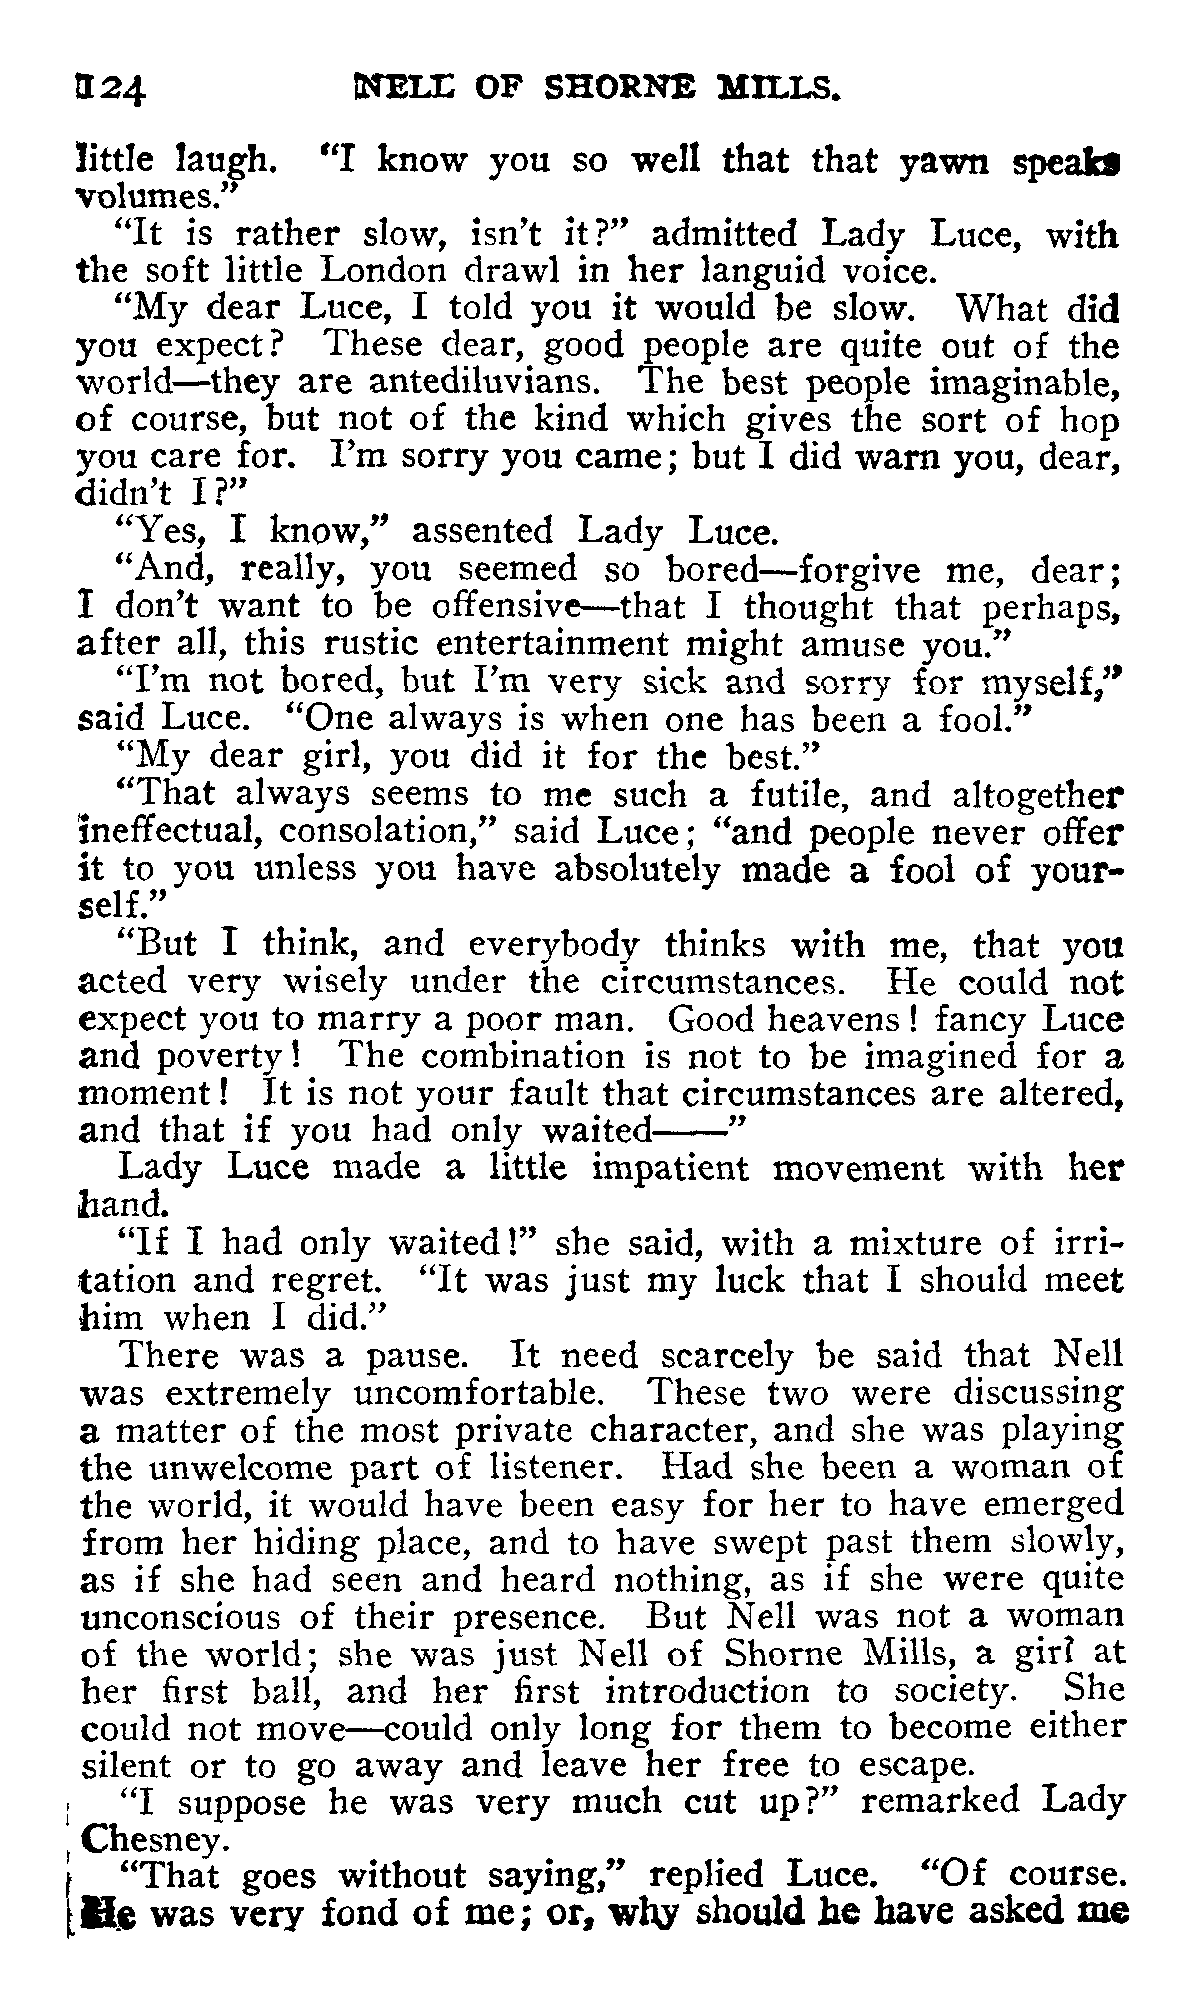 124 NELL OF SHORNE MILLS.
little laugh. "I know you so well that that yawn speaks
volumes."
"It is rather slow, isn't it?" admitted Lady Luce, with
the soft little London drawl in her languid voice.
"My dear Luce, I told you it would be slow. What did
you expect? These dear, good people are quite out of the
world—they are antediluvians. The best people imaginable,
of course, but not of the kind which gives the sort of hop
you care for. I'm sorry you came; but I did warn you, dear,
didn't I?"
"Yes, I know," assented Lady Luce.
"And, really, you seemed so bored—forgive me, dear;
I don't want to be offensive—that I thought that perhaps,
after all, this rustic entertainment might amuse you."
"I'm not bored, but I'm very sick and sorry for myself,"
said Luce. "One always is when one has been a fool."
"My dear girl, you did it for the best."
"That always seems to me such a futile, and altogether
ineffectual, consolation," said Luce; "and people never offer
it to you unless you have absolutely made a fool of your-
self."
"But I think, and everybody thinks with me, that you
acted very wisely under the circumstances. He could not
expect you to marry a poor man. Good heavens! fancy Luce
and poverty! The combination is not to be imagined for a
moment! It is not your fault that circumstances are altered,
and that if you had only waited——"
Lady Luce made a little impatient movement with her
hand.
"If I had only waited!" she said, with a mixture of irri-
tation and regret. "It was just my luck that I should meet
him when I did."
There was a pause. It need scarcely be said that Nell
was extremely uncomfortable. These two were discussing
a matter of the most private character, and she was playing
the unwelcome part of listener. Had she been a woman of
the world, it would have been easy for her to have emerged
from her hiding place, and to have swept past them slowly,
as if she had seen and heard nothing, as if she were quite
unconscious of their presence. But Nell was not a woman
of the world; she was just Nell of Shorne Mills, a girl at
her first ball, and her first introduction to society. She
could not move—could only long for them to become either
silent or to go away and leave her free to escape.
"I suppose he was very much cut up?" remarked Lady
Chesney.
"That goes without saying," replied Luce. "Of course.
He was very fond of me; or, why should he have asked me